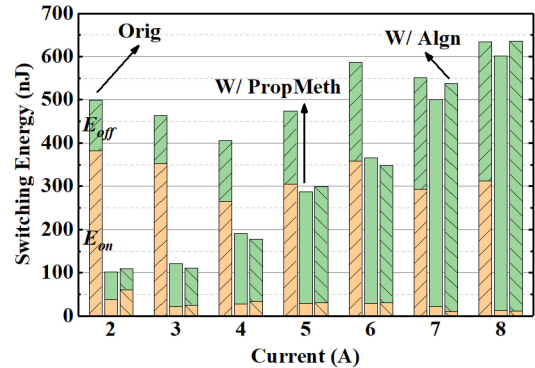 700
600
500
400
300
200
100
0
Switching Energy (nJ)
Orig
W/ PropMeth
W/ Algn
E_off
E_on
2 3 4 5 6 7 8
Current (A)